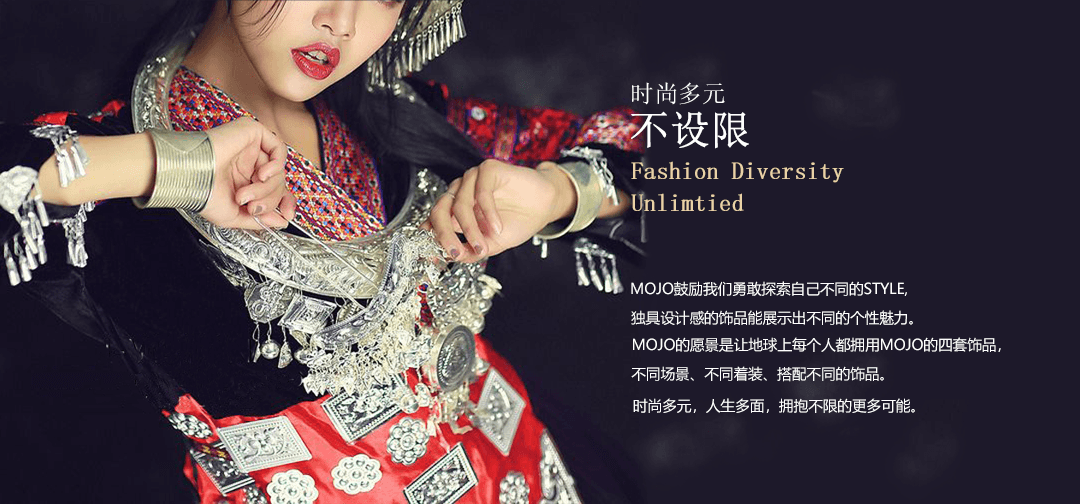 时尚多元
不设限
Fashion Diversity
Unlimtied
MOJO鼓励我们勇敢探索自己不同的STYLE,
独具设计感的饰品能展示出不同的个性魅力。
MOJO的愿景是让地球上每个人都拥用MOJO的四套饰品，
不同场景、不同着装、搭配不同的饰品。
时尚多元，人生多面，拥抱不限的更多可能。